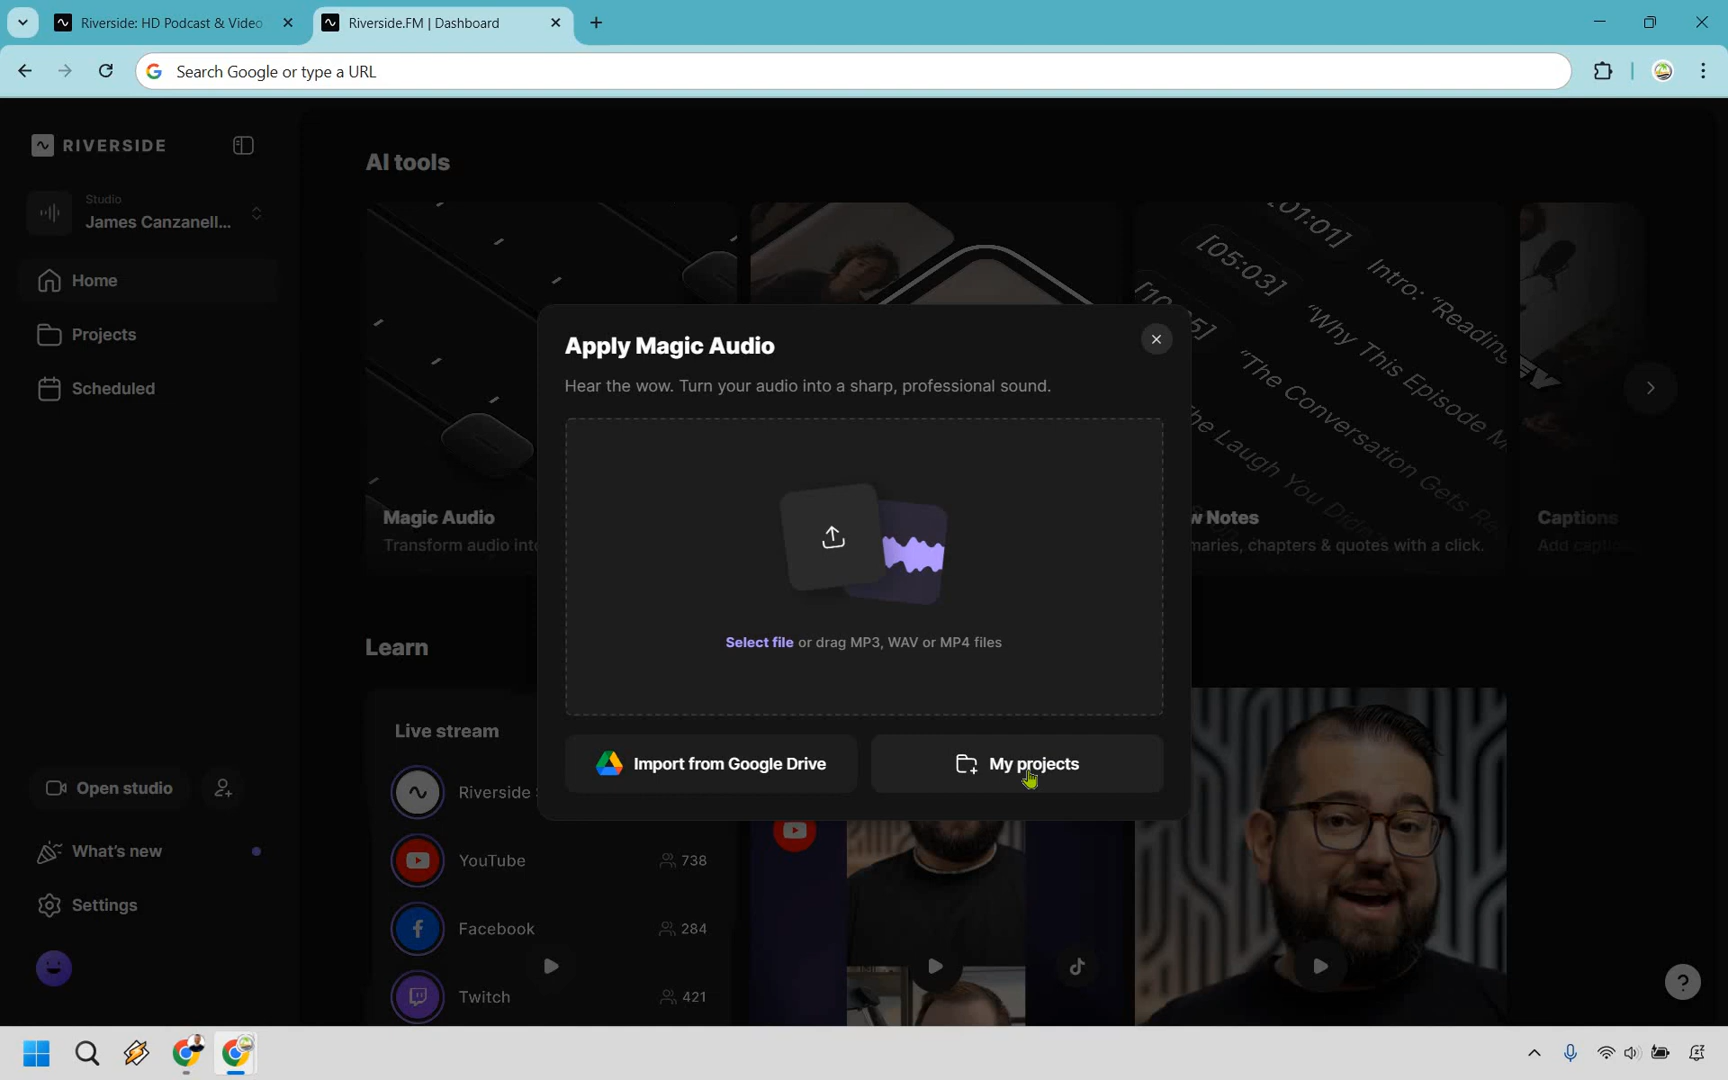 Riverside: HD Podcast & Video
Riverside.FM | Dashboard
Search Google or type a URL
RIVERSIDE
Studio
James Canzanell...
Home
Projects
Scheduled
Open studio
What's new
Settings
AI tools
[01:01]
Intro: "Reading
[05:03]
"Why This Episode M
"The Conversation Gets Re
he Laugh You Didn't
Magic Audio
Transform audio into
w Notes
maries, chapters & quotes with a click.
Captions
Add capti
Apply Magic Audio
Hear the wow. Turn your audio into a sharp, professional sound.
Select file or drag MP3, WAV or MP4 files
Import from Google Drive
My projects
Learn
Live stream
Riverside
YouTube
738
Facebook
284
Twitch
421
?